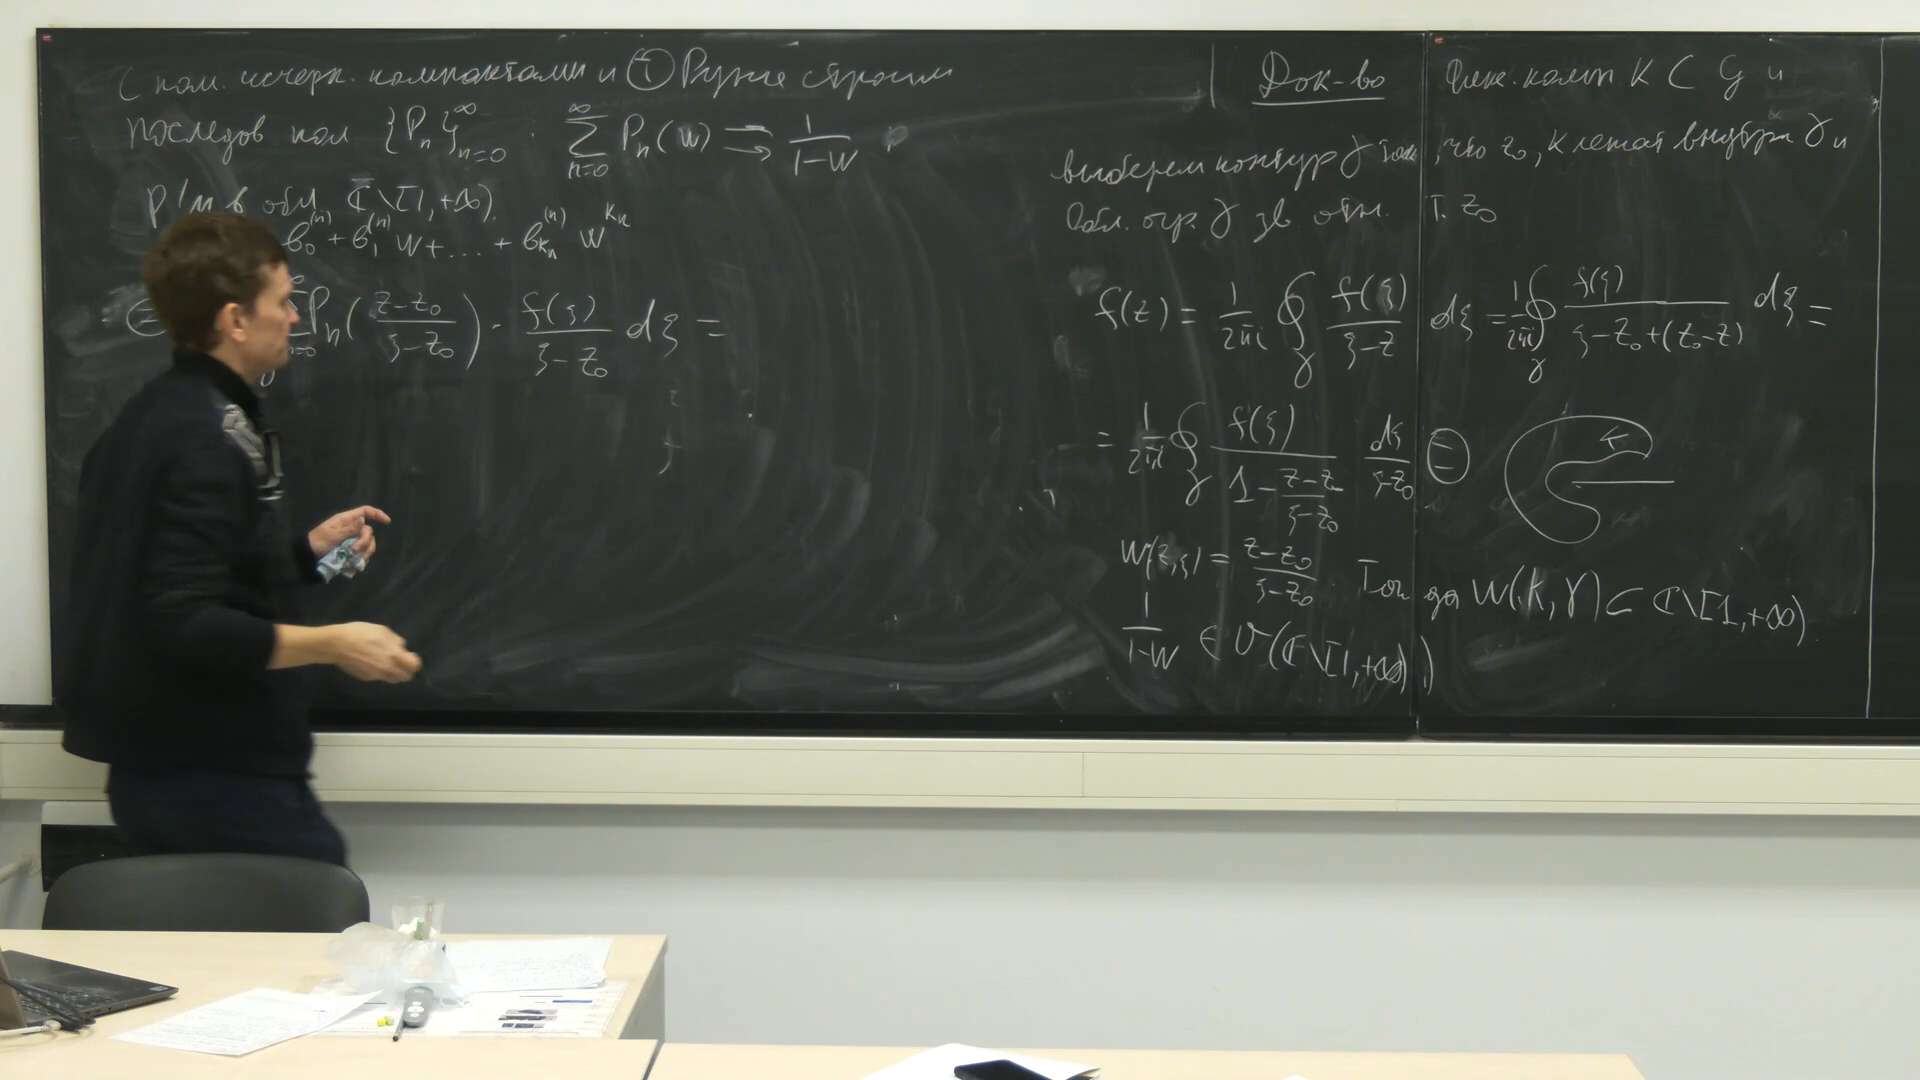 С пом. исчерп. компактами и Ⓣ Рунге строим
последов пол {Pₙ}ₙ₌₀^∞ : ∑ₙ₌₀^∞ Pₙ(w) ⇉ 1/(1-w)
р/м в обл. ℂ\[1,+∞).
b₀⁽ⁿ⁾ + b₁⁽ⁿ⁾ w + ... + b_{kₙ}⁽ⁿ⁾ w^{kₙ}
Pₙ((z-z₀)/(ξ-z₀)) · f(ξ)/(ξ-z₀) dξ =
Док-во Фикс. комп. K ⊂ G и
выберем контур γ так, что z₀, K лежат внутри γ и
обл. огр. γ зв. отн. т. z₀
f(z) = 1/(2πi) ∮_γ f(ξ)/(ξ-z) dξ = 1/(2πi) ∮_γ f(ξ)/(ξ-z₀+(z₀-z)) dξ =
= 1/(2πi) ∮_γ f(ξ)/(1-(z-z₀)/(ξ-z₀)) dξ/(ξ-z₀) ⊜
K
w(z,ξ) = (z-z₀)/(ξ-z₀). Тогда w(K,γ) ⊂ ℂ\[1,+∞).
1/(1-w) ∈ O(ℂ\[1,+∞))